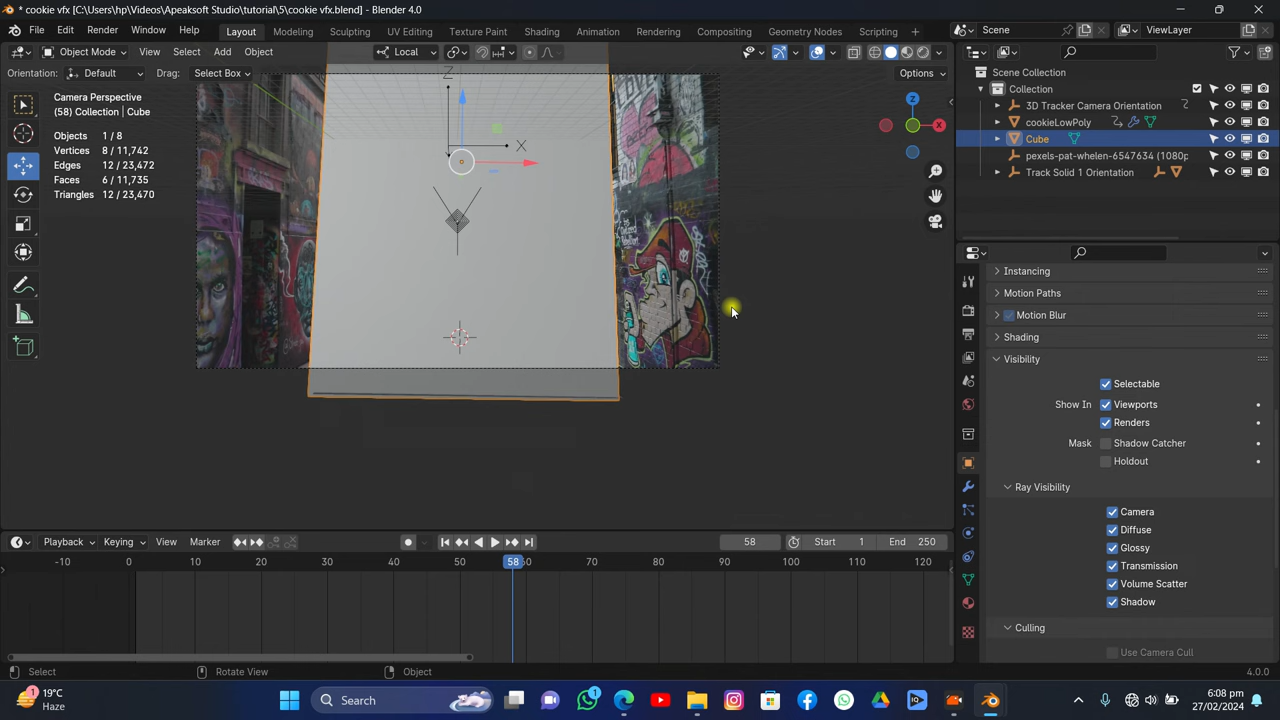 * cookie vfx [C:\Users\hp\Videos\Apeaksoft Studio\tutorial\5\cookie vfx.blend] - Blender 4.0
File Edit Render Window Help Layout Modeling Sculpting UV Editing Texture Paint Shading Animation Rendering Compositing Geometry Nodes Scripting + Scene ViewLayer
Object Mode View Select Add Object Local
Orientation: Default Drag: Select Box Options
Camera Perspective
(58) Collection | Cube
Objects 1 / 8
Vertices 8 / 11,742
Edges 12 / 23,472
Faces 6 / 11,735
Triangles 12 / 23,470
Z
X
Z
X
Scene Collection
Collection
3D Tracker Camera Orientation
cookieLowPoly
Cube
pexels-pat-whelen-6547634 (1080p
Track Solid 1 Orientation
Instancing
Motion Paths
Motion Blur
Shading
Visibility
Selectable
Show In Viewports
Renders
Mask Shadow Catcher
Holdout
Ray Visibility
Camera
Diffuse
Glossy
Transmission
Volume Scatter
Shadow
Culling
Use Camera Cull
Playback Keying View Marker 58 Start 1 End 250
-10 0 10 20 30 40 50 58 60 70 80 90 100 110 120
Select Rotate View Object 4.0.0
1 19°C
Haze
Search
1
6:08 pm
27/02/2024